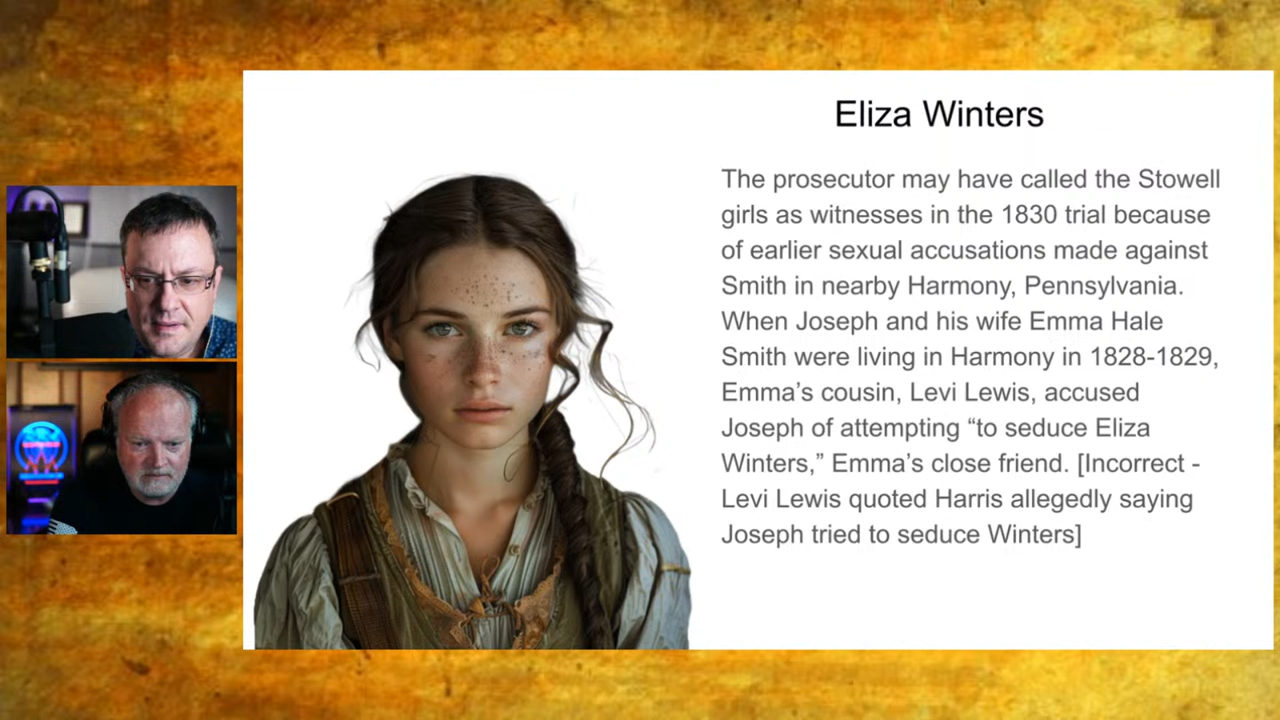 Eliza Winters
The prosecutor may have called the Stowell
girls as witnesses in the 1830 trial because
of earlier sexual accusations made against
Smith in nearby Harmony, Pennsylvania.
When Joseph and his wife Emma Hale
Smith were living in Harmony in 1828-1829,
Emma’s cousin, Levi Lewis, accused
Joseph of attempting “to seduce Eliza
Winters,” Emma’s close friend. [Incorrect -
Levi Lewis quoted Harris allegedly saying
Joseph tried to seduce Winters]